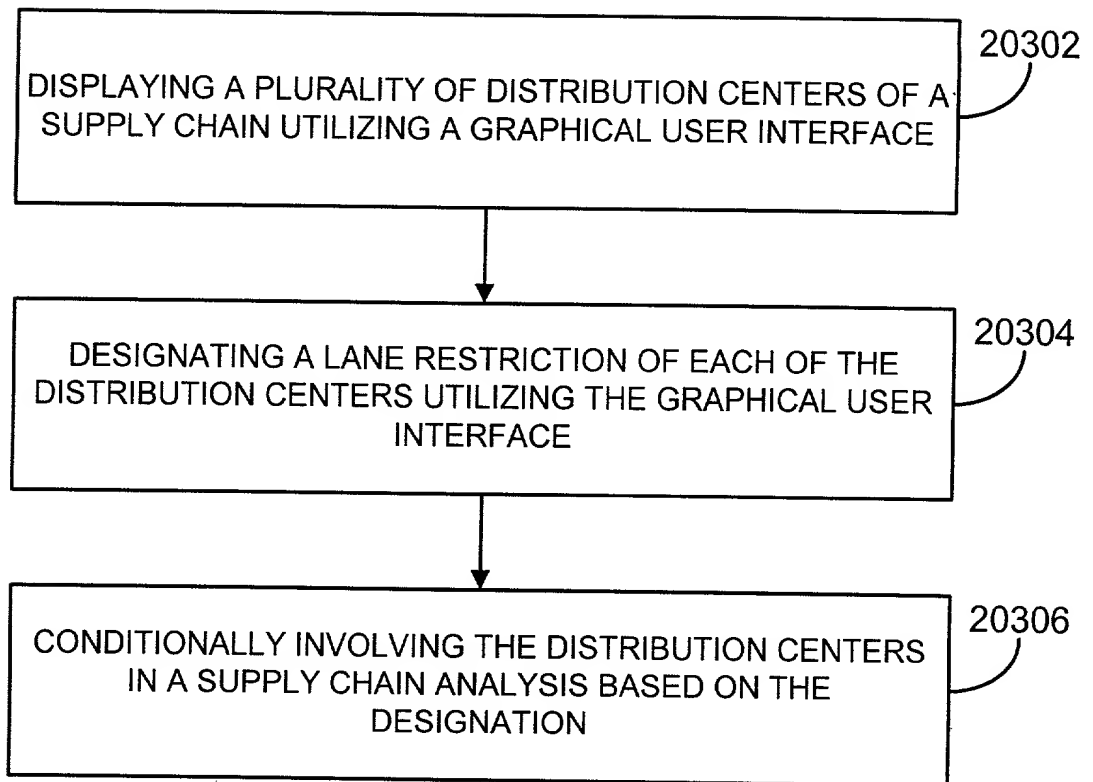 20302
DISPLAYING A PLURALITY OF DISTRIBUTION CENTERS OF A
SUPPLY CHAIN UTILIZING A GRAPHICAL USER INTERFACE
20304
DESIGNATING A LANE RESTRICTION OF EACH OF THE
DISTRIBUTION CENTERS UTILIZING THE GRAPHICAL USER
INTERFACE
20306
CONDITIONALLY INVOLVING THE DISTRIBUTION CENTERS
IN A SUPPLY CHAIN ANALYSIS BASED ON THE
DESIGNATION